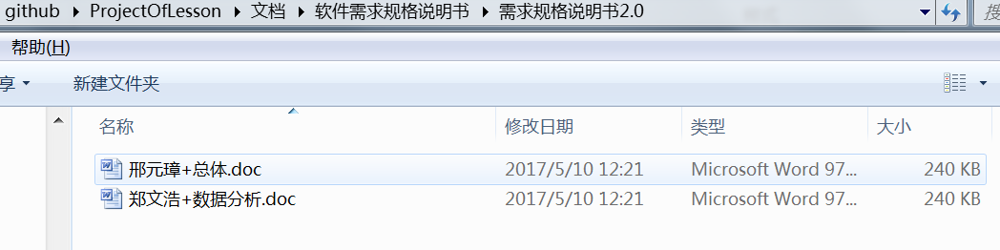 github ▸ ProjectOfLesson ▸ 文档 ▸ 软件需求规格说明书 ▸ 需求规格说明书2.0
帮助(H)
享 新建文件夹
名称 修改日期 类型 大小
邢元璋+总体.doc 2017/5/10 12:21 Microsoft Word 97... 240 KB
郑文浩+数据分析.doc 2017/5/10 12:21 Microsoft Word 97... 240 KB